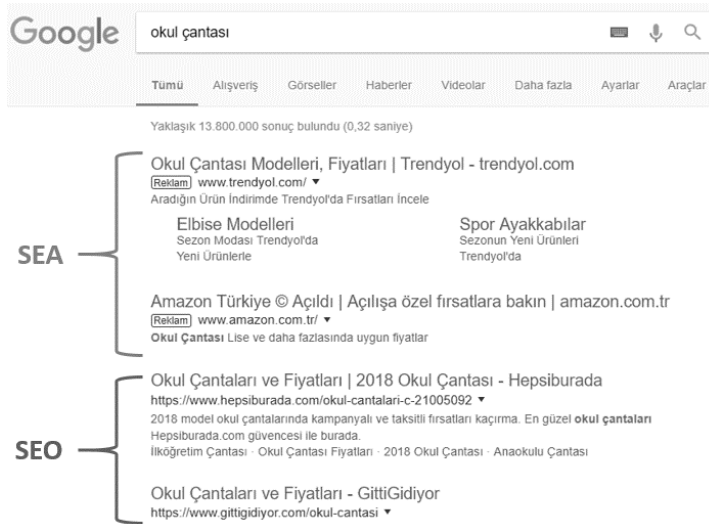 Google
okul çantası
Tümü Alışveriş Görseller Haberler Videolar Daha fazla Ayarlar Araçlar
Yaklaşık 13.800.000 sonuç bulundu (0,32 saniye)
SEA
Okul Çantası Modelleri, Fiyatları | Trendyol - trendyol.com
Reklam www.trendyol.com/
Aradığın Ürün İndirimde Trendyol'da Fırsatları İncele
Elbise Modelleri
Sezon Modası Trendyol'da
Yeni Ürünlerle
Spor Ayakkabılar
Sezonun Yeni Ürünleri
Trendyol'da
Amazon Türkiye © Açıldı | Açılışa özel fırsatlara bakın | amazon.com.tr
Reklam www.amazon.com.tr/
Okul Çantası Lise ve daha fazlasında uygun fiyatlar
SEO
Okul Çantaları ve Fiyatları | 2018 Okul Çantası - Hepsiburada
https://www.hepsiburada.com/okul-cantalari-c-21005092
2018 model okul çantalarında kampanyalı ve taksitli fırsatları kaçırma. En güzel okul çantaları
Hepsiburada.com güvencesi ile burada.
İlköğretim Çantası · Okul Çantası Fiyatları · 2018 Okul Çantası · Anaokulu Çantası
Okul Çantaları ve Fiyatları - GittiGidiyor
https://www.gittigidiyor.com/okul-cantasi